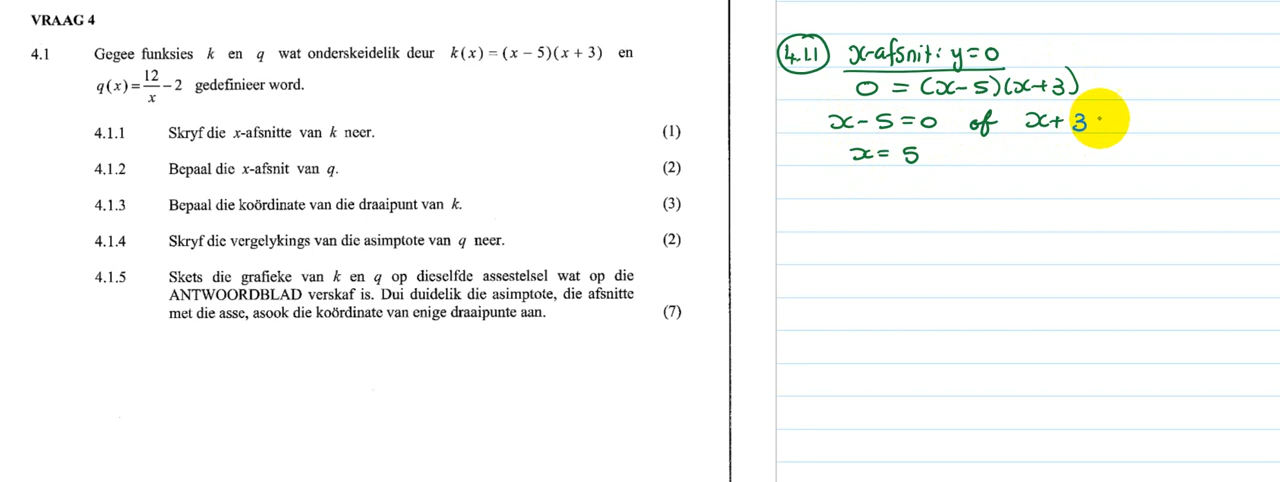 VRAAG 4
4.1 Gegee funksies k en q wat onderskeidelik deur k(x) = (x − 5)(x + 3) en
q(x) = 12/x − 2 gedefinieer word.
4.1.1 Skryf die x-afsnitte van k neer. (1)
4.1.2 Bepaal die x-afsnit van q. (2)
4.1.3 Bepaal die koördinate van die draaipunt van k. (3)
4.1.4 Skryf die vergelykings van die asimptote van q neer. (2)
4.1.5 Skets die grafieke van k en q op dieselfde assestelsel wat op die
ANTWOORDBLAD verskaf is. Dui duidelik die asimptote, die afsnitte
met die asse, asook die koördinate van enige draaipunte aan. (7)
4.1.1 x-afsnit: y = 0
0 = (x − 5)(x + 3)
x − 5 = 0 of x + 3
x = 5